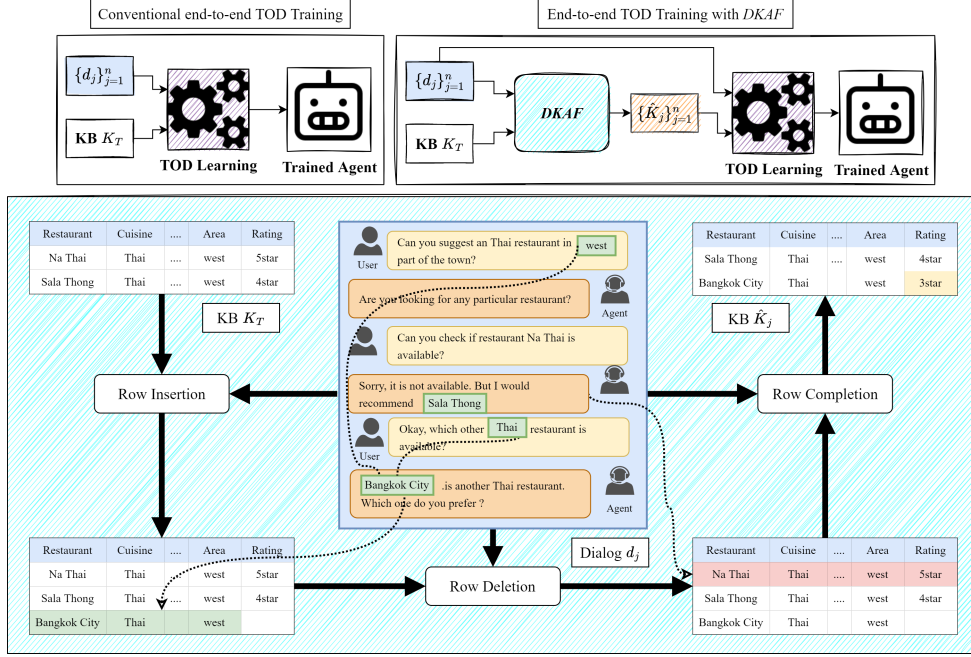 Conventional end-to-end TOD Training
End-to-end TOD Training with DKAF
{d_j}^n_{j=1}
KB K_T
TOD Learning
Trained Agent
{d_j}^n_{j=1}
KB K_T
DKAF
{K̂_j}^n_{j=1}
TOD Learning
Trained Agent
Restaurant Cuisine .... Area Rating
Na Thai Thai .... west 5star
Sala Thong Thai .... west 4star
KB K_T
Row Insertion
Restaurant Cuisine .... Area Rating
Na Thai Thai .... west 5star
Sala Thong Thai .... west 4star
Bangkok City Thai west
User
Can you suggest an Thai restaurant in west
part of the town?
Are you looking for any particular restaurant?
Agent
Can you check if restaurant Na Thai is
available?
Sorry, it is not available. But I would
recommend Sala Thong
User
Okay, which other Thai restaurant is
available?
Bangkok City .is another Thai restaurant.
Which one do you prefer ?
Agent
Dialog d_j
Row Deletion
Restaurant Cuisine .... Area Rating
Sala Thong Thai .... west 4star
Bangkok City Thai west 3star
KB K̂_j
Row Completion
Restaurant Cuisine .... Area Rating
Na Thai Thai .... west 5star
Sala Thong Thai .... west 4star
Bangkok City Thai west